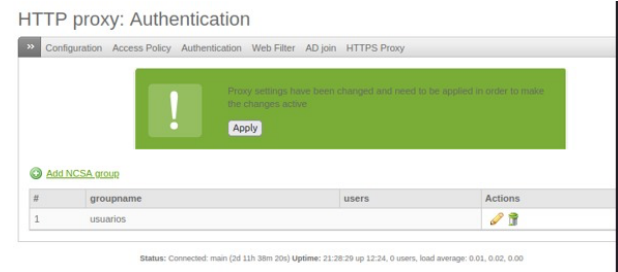 HTTP proxy: Authentication
>> Configuration Access Policy Authentication Web Filter AD join HTTPS Proxy
Proxy settings have been changed and need to be applied in order to make
the changes active
Apply
Add NCSA group
# groupname users Actions
1 usuarios
Status: Connected: main (2d 11h 38m 20s) Uptime: 21:28:29 up 12:24, 0 users, load average: 0.01, 0.02, 0.00